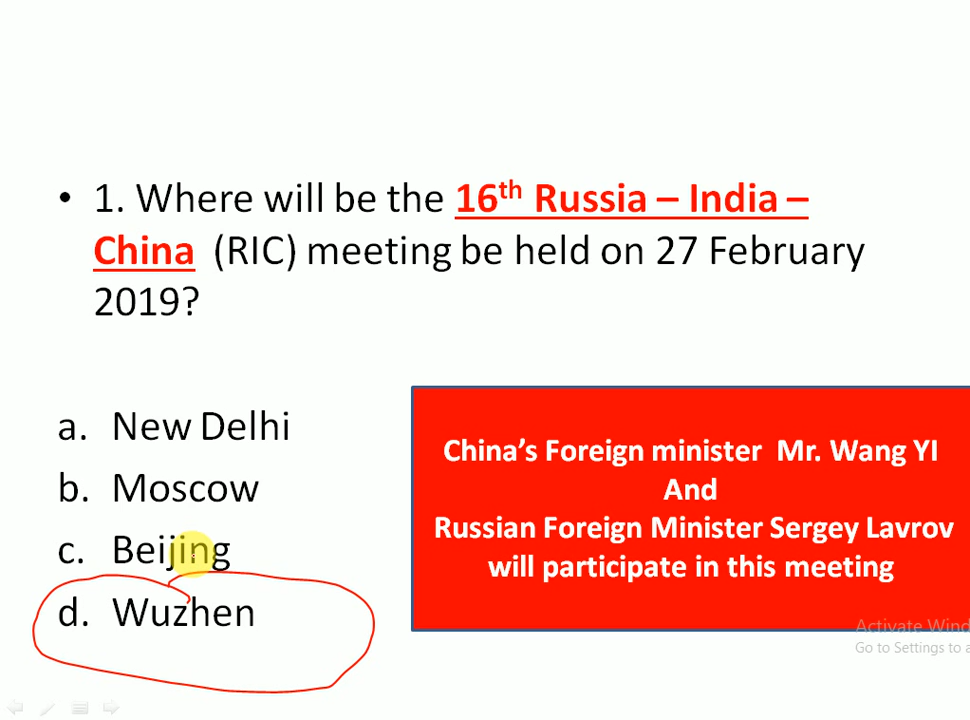 • 1. Where will be the 16th Russia – India –
China (RIC) meeting be held on 27 February
2019?
a. New Delhi
b. Moscow
c. Beijing
d. Wuzhen
China's Foreign minister Mr. Wang YI
And
Russian Foreign Minister Sergey Lavrov
will participate in this meeting
Activate Wind
Go to Settings to a